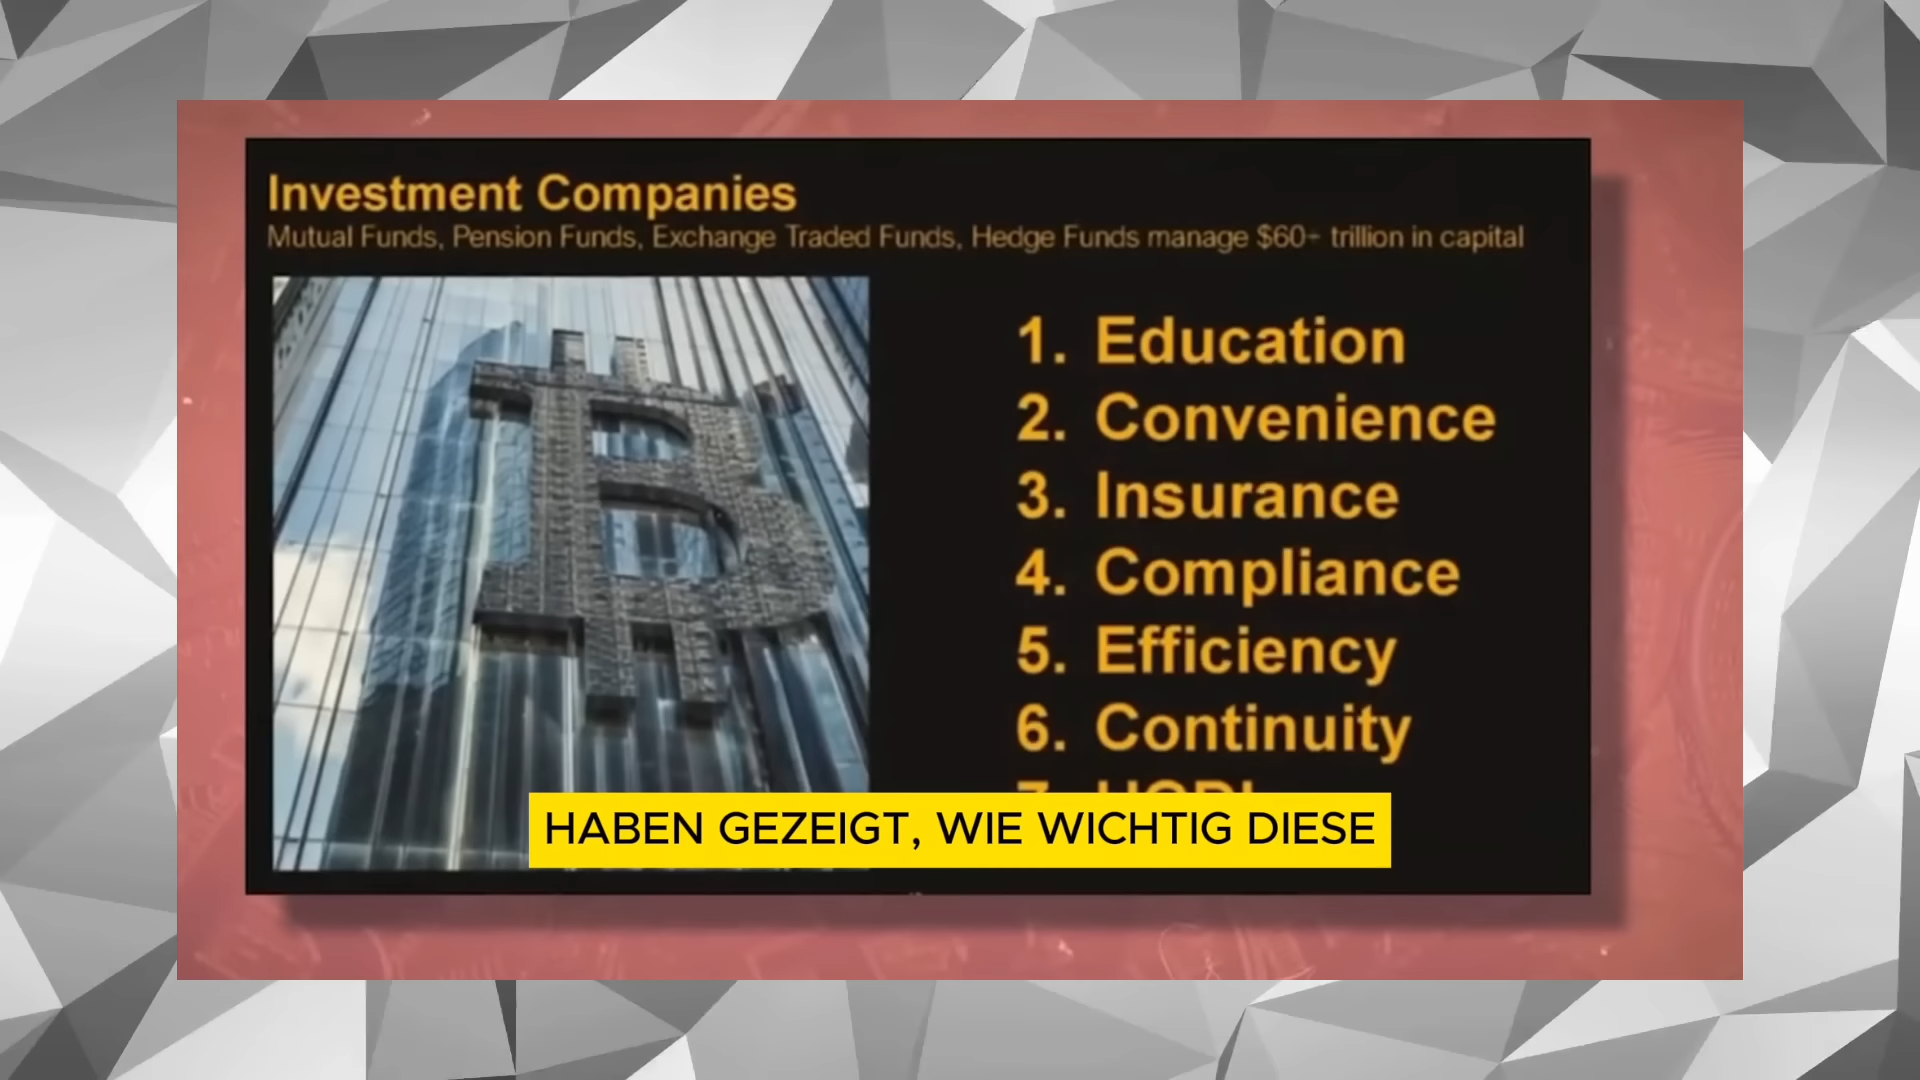 Investment Companies
Mutual Funds, Pension Funds, Exchange Traded Funds, Hedge Funds manage $60+ trillion in capital
1. Education
2. Convenience
3. Insurance
4. Compliance
5. Efficiency
6. Continuity
HABEN GEZEIGT, WIE WICHTIG DIESE